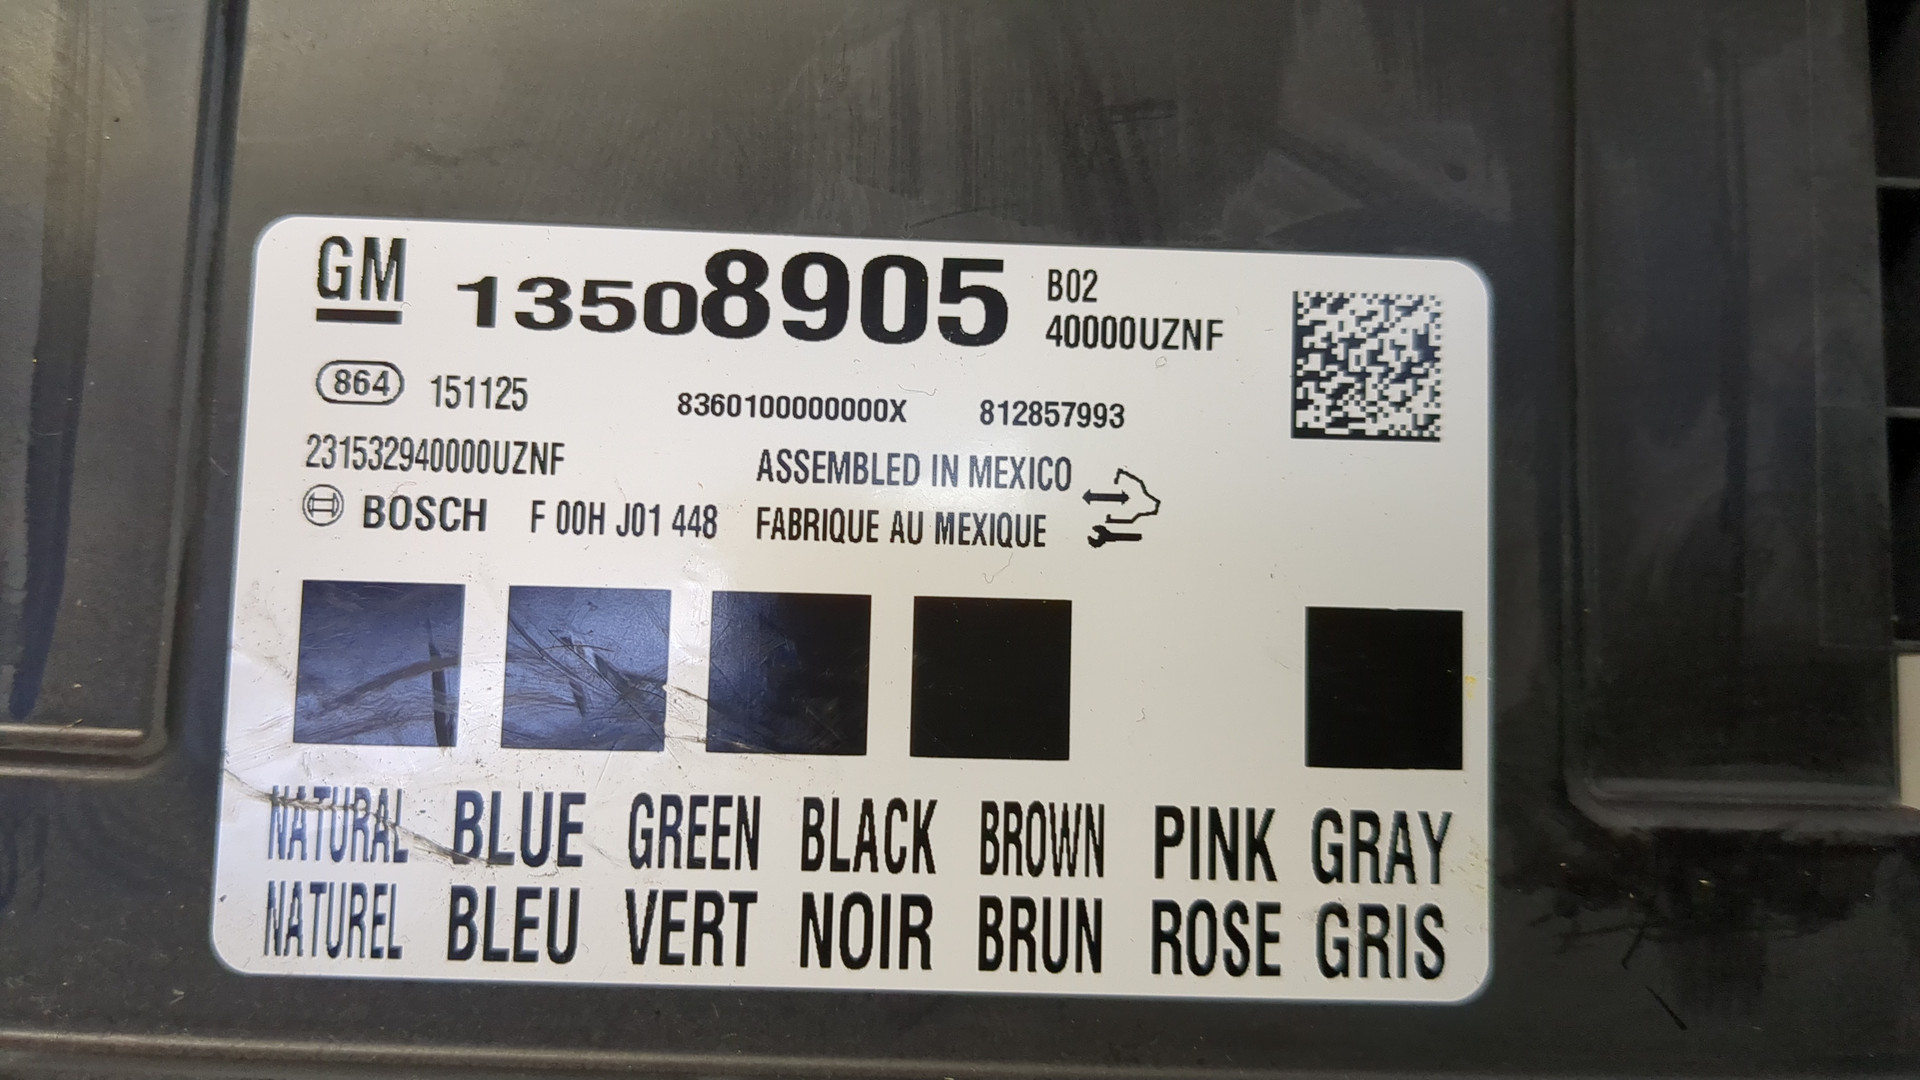 GM 13508905 B02
40000UZNF
864 151125 8360100000000X 812857993
231532940000UZNF ASSEMBLED IN MEXICO
BOSCH F 00H J01 448 FABRIQUE AU MEXIQUE
NATURAL BLUE GREEN BLACK BROWN PINK GRAY
NATUREL BLEU VERT NOIR BRUN ROSE GRIS